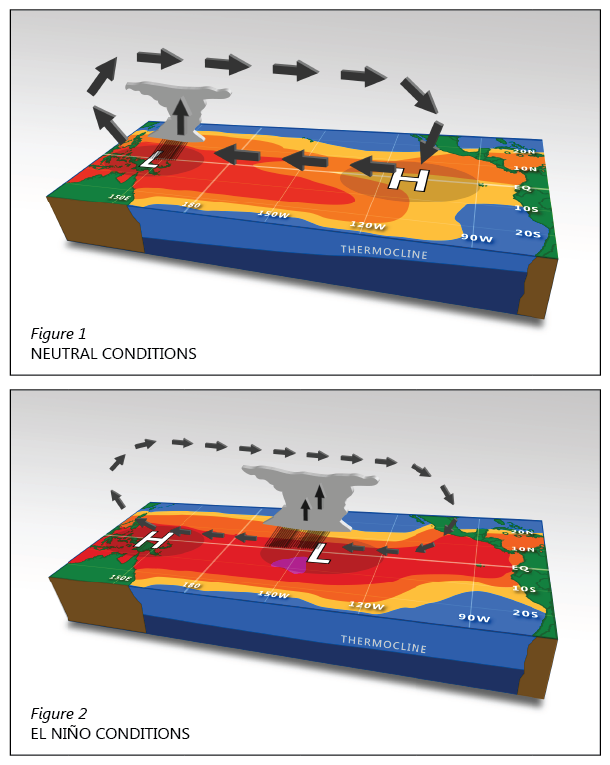 20N
10N
EQ
10S
20S
L
H
150E
180
150W
120W
90W
THERMOCLINE
Figure 1
NEUTRAL CONDITIONS
20N
10N
EQ
10S
20S
H
L
150E
180
150W
120W
90W
THERMOCLINE
Figure 2
EL NIÑO CONDITIONS